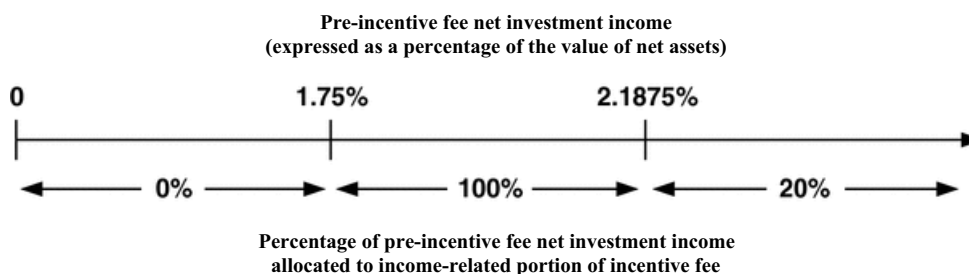 Pre-incentive fee net investment income
(expressed as a percentage of the value of net assets)
0 1.75% 2.1875%
0% 100% 20%
Percentage of pre-incentive fee net investment income
allocated to income-related portion of incentive fee